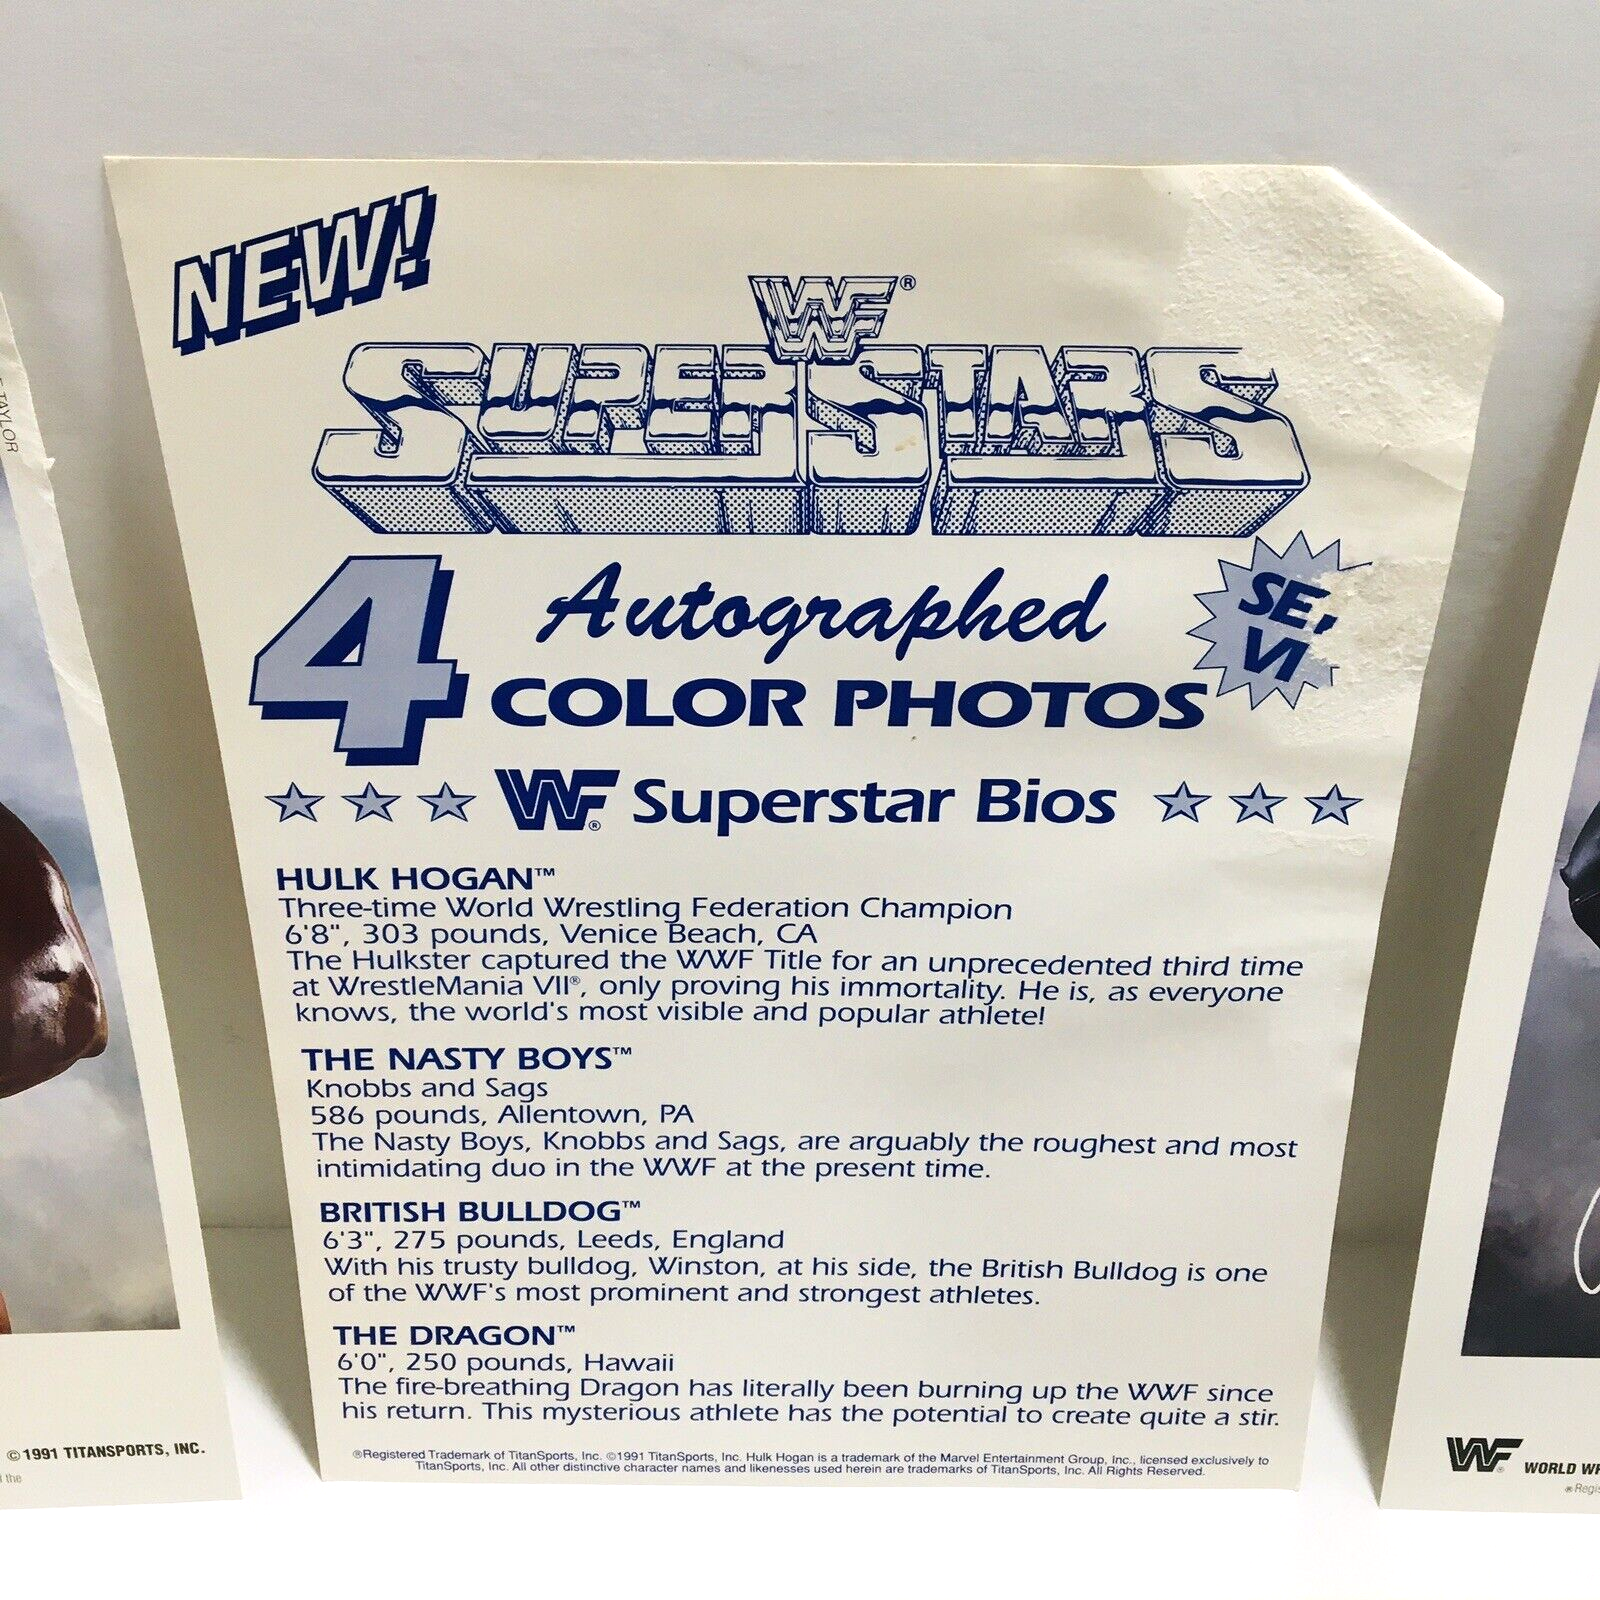 NEW!
WF®
SUPERSTARS
4
Autographed
COLOR PHOTOS
SE,
VI
WF® Superstar Bios
HULK HOGAN™
Three-time World Wrestling Federation Champion
6'8", 303 pounds, Venice Beach, CA
The Hulkster captured the WWF Title for an unprecedented third time
at WrestleMania VII®, only proving his immortality. He is, as everyone
knows, the world's most visible and popular athlete!
THE NASTY BOYS™
Knobbs and Sags
586 pounds, Allentown, PA
The Nasty Boys, Knobbs and Sags, are arguably the roughest and most
intimidating duo in the WWF at the present time.
BRITISH BULLDOG™
6'3", 275 pounds, Leeds, England
With his trusty bulldog, Winston, at his side, the British Bulldog is one
of the WWF's most prominent and strongest athletes.
THE DRAGON™
6'0", 250 pounds, Hawaii
The fire-breathing Dragon has literally been burning up the WWF since
his return. This mysterious athlete has the potential to create quite a stir.
®Registered Trademark of TitanSports, Inc. ©1991 TitanSports, Inc. Hulk Hogan is a trademark of the Marvel Entertainment Group, Inc., licensed exclusively to
TitanSports, Inc. All other distinctive character names and likenesses used herein are trademarks of TitanSports, Inc. All Rights Reserved.
TAYLOR
©1991 TITANSPORTS, INC.
the
WF® WORLD WR
®Regis